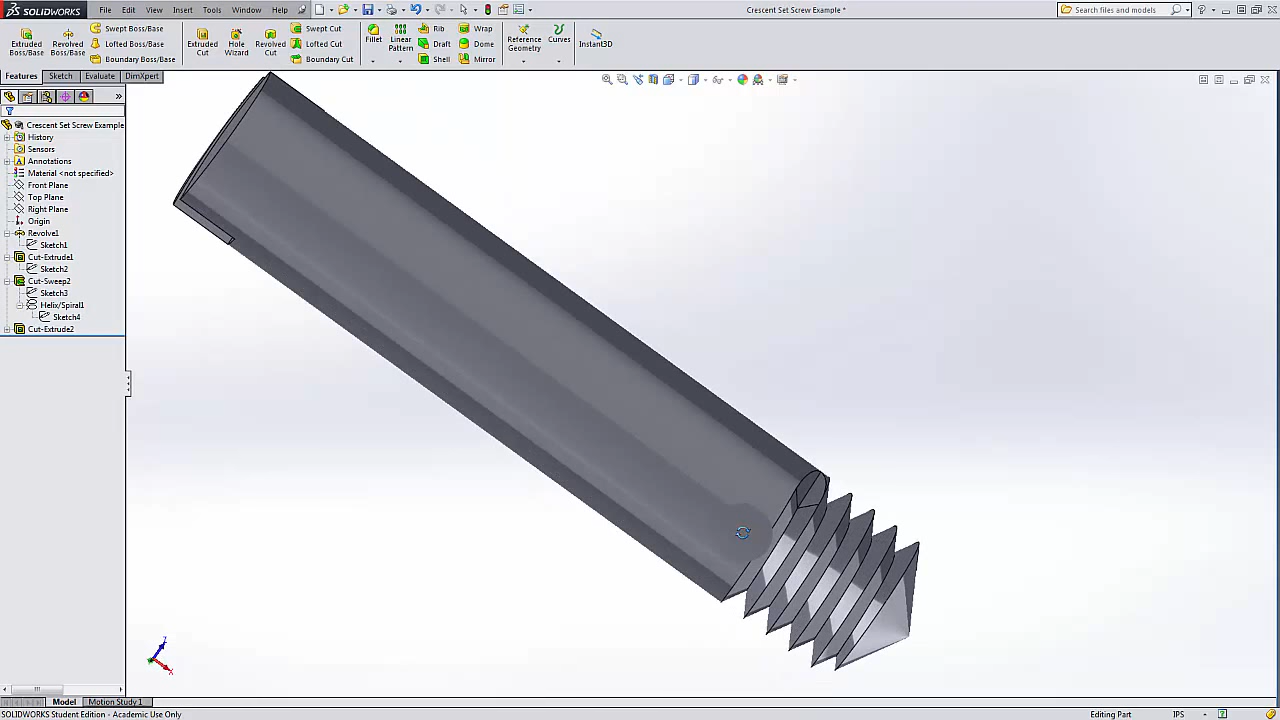 SOLIDWORKS File Edit View Insert Tools Window Help Crescent Set Screw Example * Search files and models
Extruded Boss/Base
Revolved Boss/Base
Swept Boss/Base
Lofted Boss/Base
Boundary Boss/Base
Extruded Cut
Hole Wizard
Revolved Cut
Swept Cut
Lofted Cut
Boundary Cut
Fillet
Linear Pattern
Rib
Draft
Shell
Wrap
Dome
Mirror
Reference Geometry
Curves
Instant3D
Features Sketch Evaluate DimXpert
Crescent Set Screw Example
History
Sensors
Annotations
Material <not specified>
Front Plane
Top Plane
Right Plane
Origin
Revolve1
Sketch1
Cut-Extrude1
Sketch2
Cut-Sweep2
Sketch3
Helix/Spiral1
Sketch4
Cut-Extrude2
Z
X
Model Motion Study 1
SOLIDWORKS Student Edition - Academic Use Only Editing Part IPS